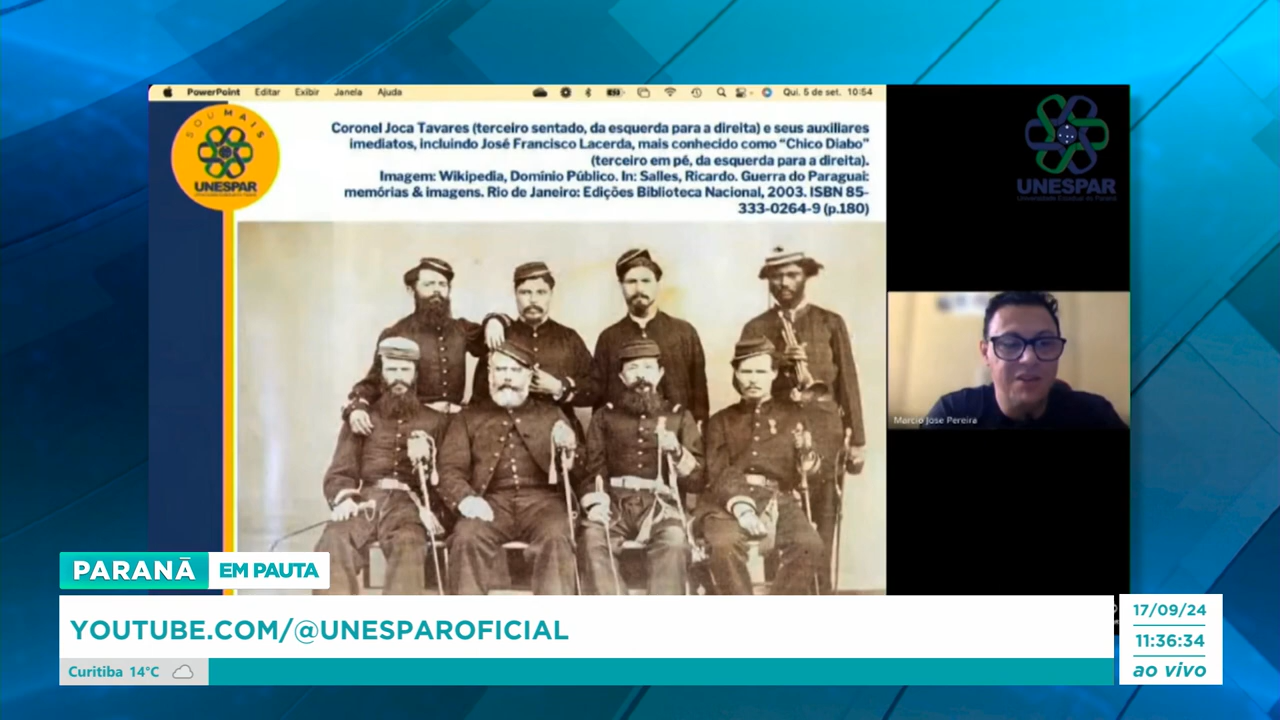 PowerPoint Editar Exibir Janela Ajuda Qui. 5 de set. 10:54
SOU MAIS
UNESPAR
Coronel Joca Tavares (terceiro sentado, da esquerda para a direita) e seus auxiliares
imediatos, incluindo José Francisco Lacerda, mais conhecido como “Chico Diabo”
(terceiro em pé, da esquerda para a direita).
Imagem: Wikipedia, Domínio Público. In: Salles, Ricardo. Guerra do Paraguai:
memórias & imagens. Rio de Janeiro: Edições Biblioteca Nacional, 2003. ISBN 85-
333-0264-9 (p.180)
UNESPAR
Universidade Estadual do Paraná
Marcio Jose Pereira
PARANĀ EM PAUTA
YOUTUBE.COM/@UNESPAROFICIAL
Curitiba 14°C
17/09/24
11:36:34
ao vivo